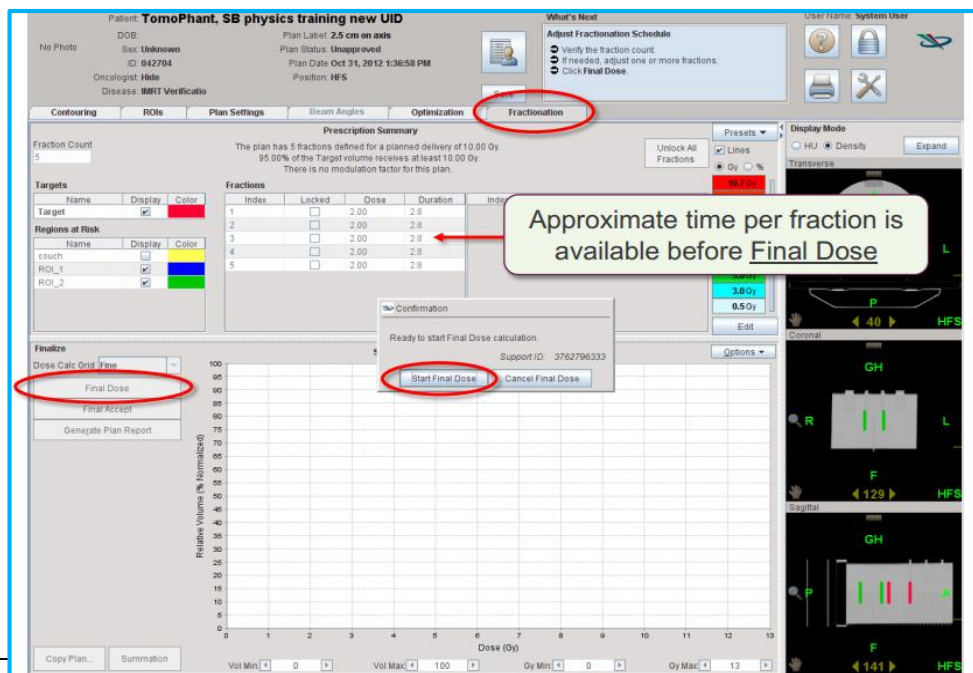 Patient: TomoPhant, SB physics training new UID
DOB:
Sex: Unknown
ID: 042704
Oncologist: Hide
Disease: IMRT Verificatio
No Photo
Plan Label: 2.5 cm on axis
Plan Status: Unapproved
Plan Date Oct 31, 2012 1:36:58 PM
Position: HFS
Save
What's Next
Adjust Fractionation Schedule
Verify the fraction count.
If needed, adjust one or more fractions.
Click Final Dose.
User Name: System User
Contouring ROIs Plan Settings Beam Angles Optimization Fractionation
Prescription Summary
Fraction Count
5
The plan has 5 fractions defined for a planned delivery of 10.00 Gy.
95.00% of the Target volume receives at least 10.00 Gy.
There is no modulation factor for this plan.
Unlock All
Fractions
Targets
Name Display Color
Target
Regions at Risk
Name Display Color
couch
ROI_1
ROI_2
Fractions
Index Locked Dose Duration
1 2.00 2.8
2 2.00 2.8
3 2.00 2.8
4 2.00 2.8
5 2.00 2.8
Presets
Lines
Gy %
10.7 Gy
3.0 Gy
0.5 Gy
Edit
Approximate time per fraction is
available before Final Dose
Confirmation
Ready to start Final Dose calculation.
Support ID: 3762796333
Start Final Dose Cancel Final Dose
Finalize
Dose Calc Grid Fine
Final Dose
Final Accept
Generate Plan Report
Copy Plan... Summation
Options
Relative Volume (% Normalized)
100
95
90
85
80
75
70
65
60
55
50
45
40
35
30
25
20
15
10
5
0
0 1 2 3 4 5 6 7 8 9 10 11 12 13
Dose (Gy)
Vol Min: 0 Vol Max: 100 Gy Min: 0 Gy Max: 13
Display Mode
HU Density Expand
Transverse
L
P
40 HFS
Coronal
GH
R L
F
129 HFS
Sagittal
GH
P A
F
141 HFS